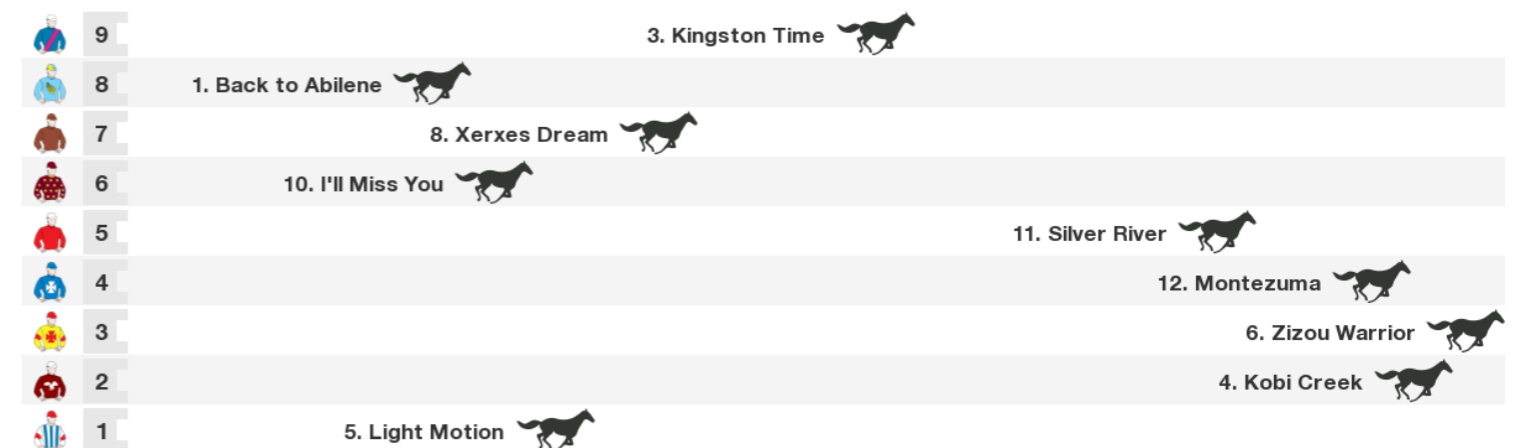 9 3. Kingston Time
8 1. Back to Abilene
7 8. Xerxes Dream
6 10. I'll Miss You
5 11. Silver River
4 12. Montezuma
3 6. Zizou Warrior
2 4. Kobi Creek
1 5. Light Motion